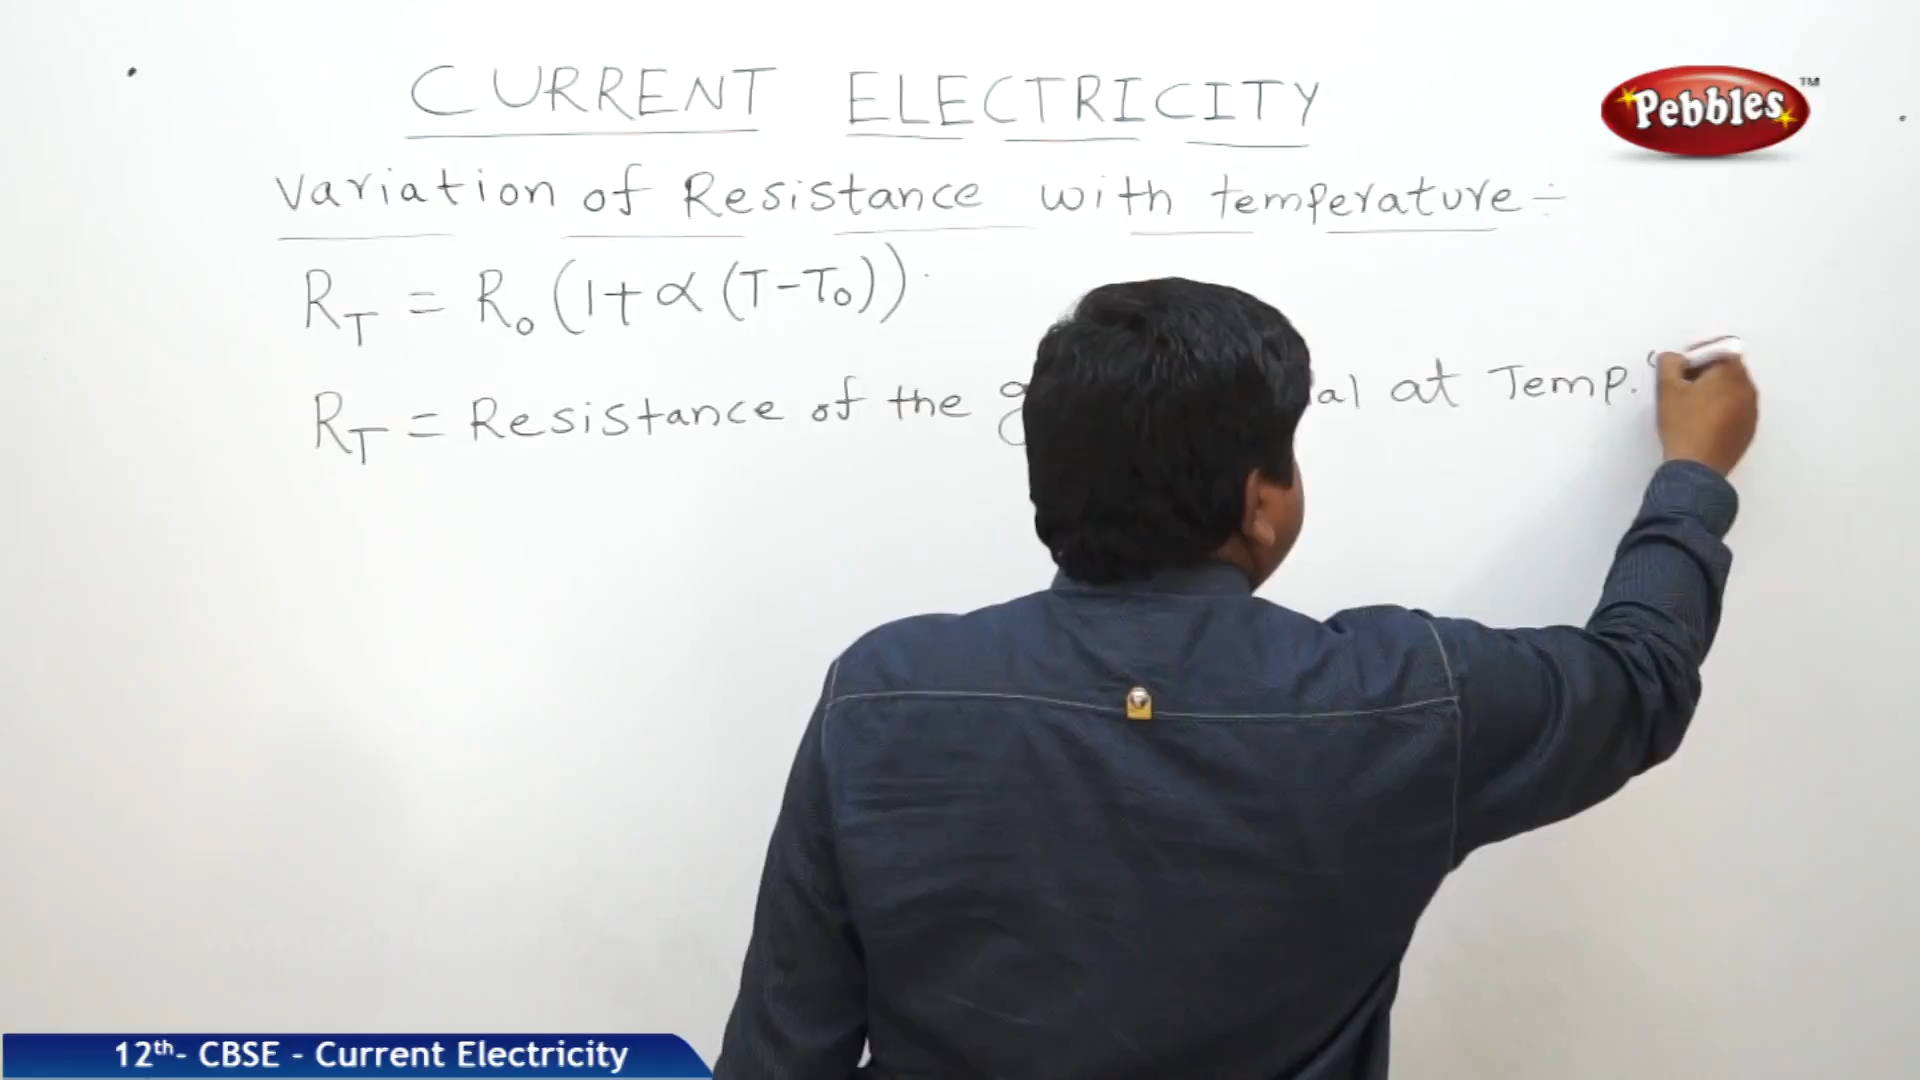 CURRENT ELECTRICITY
Pebbles TM
Variation of Resistance with temperature ÷
R_T = R_0 (1+α (T-T_0))
R_T = Resistance of the at Temp.
12th- CBSE - Current Electricity